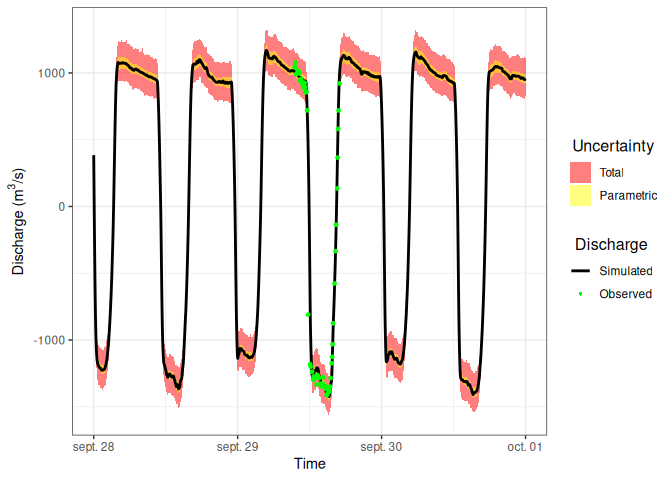 1000
0
-1000
Discharge (m³/s)
sept. 28
sept. 29
sept. 30
oct. 01
Time
Uncertainty
Total
Parametric
Discharge
Simulated
Observed